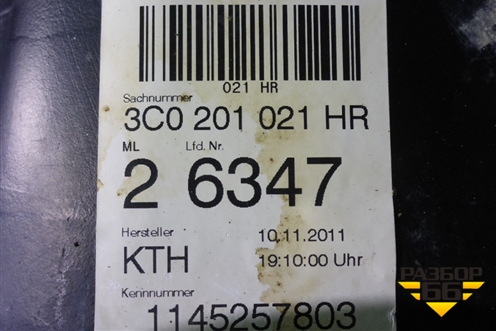 021 HR
Sachnummer
3C0 201 021 HR
ML Lfd. Nr.
2 6347
Hersteller 10.11.2011
KTH 19:10:00 Uhr
Kennnummer
1145257803
РАЗБОР
66